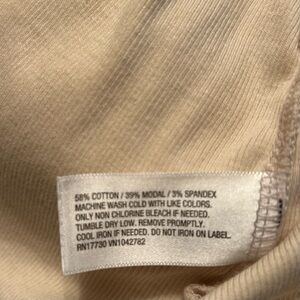 58% COTTON / 39% MODAL / 3% SPANDEX
MACHINE WASH COLD WITH LIKE COLORS.
ONLY NON CHLORINE BLEACH IF NEEDED.
TUMBLE DRY LOW. REMOVE PROMPTLY.
COOL IRON IF NEEDED. DO NOT IRON ON LABEL.
RN17730 VN1042782